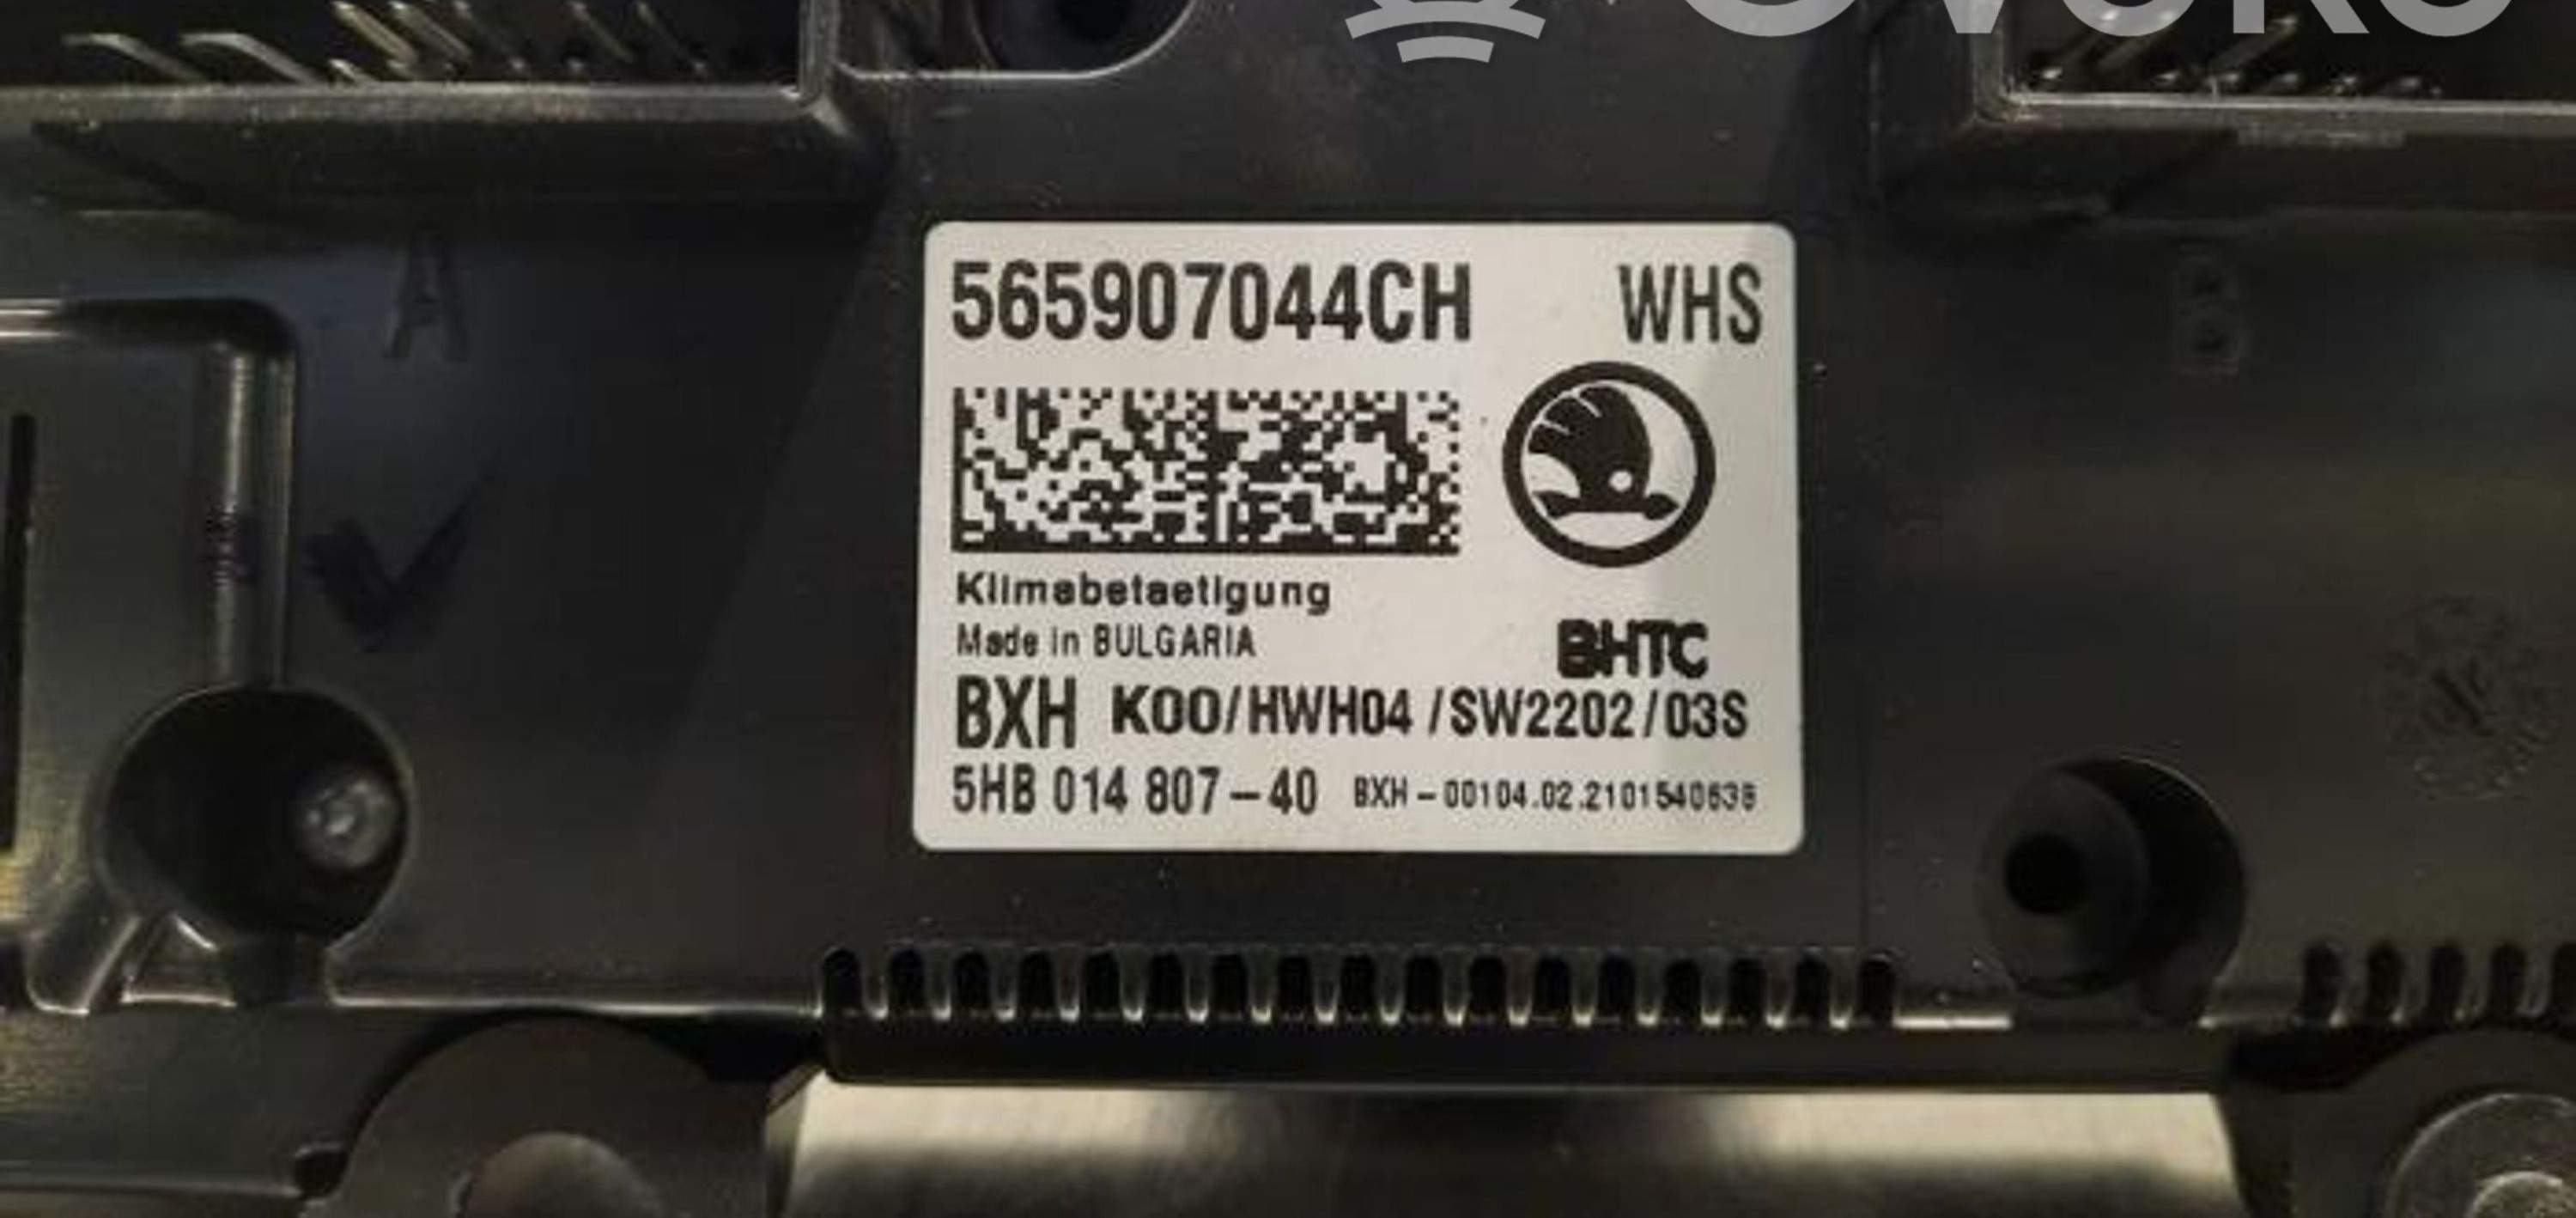 A
565907044CH WHS
Klimabetaetigung
Made in BULGARIA
BHTC
BXH K00/HWH04 /SW2202/03S
5HB 014 807-40 BXH-00104.02.2101540638